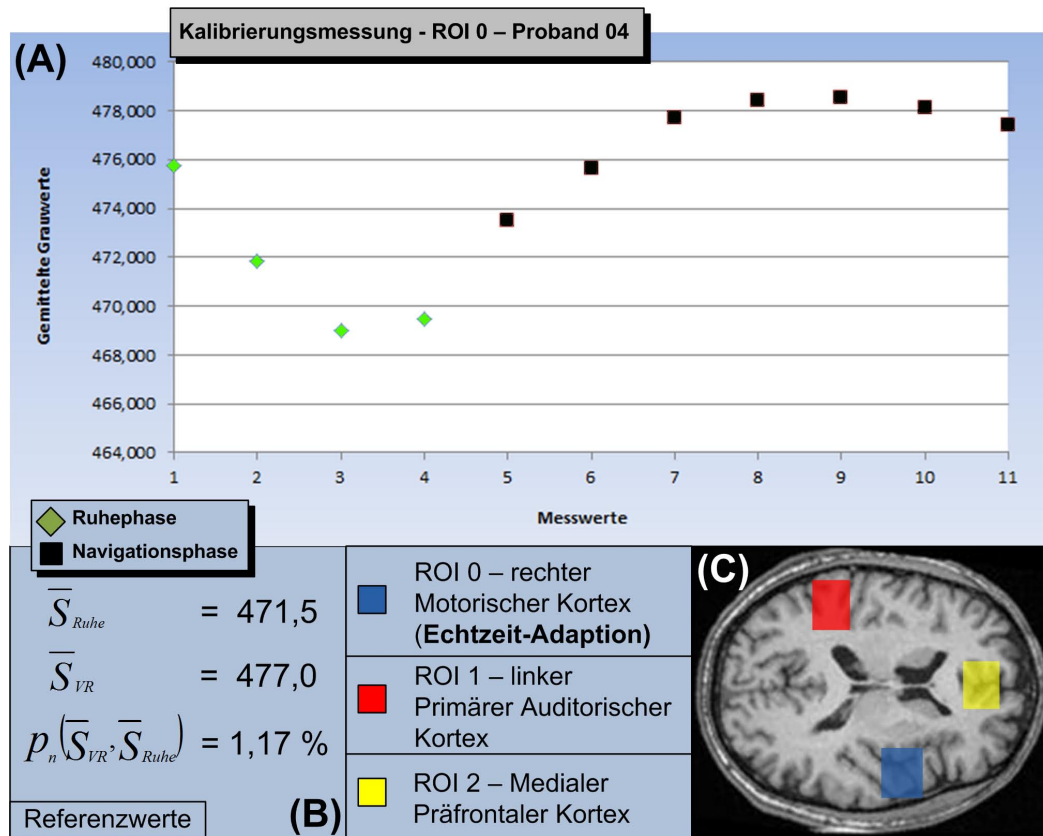 Kalibrierungsmessung - ROI 0 – Proband 04
(A)
480,000
478,000
476,000
474,000
472,000
470,000
468,000
466,000
464,000
Gemittelte Grauwerte
1 2 3 4 5 6 7 8 9 10 11
Messwerte
Ruhephase
Navigationsphase
S Ruhe = 471,5
S VR = 477,0
pn(S VR, S Ruhe) = 1,17 %
Referenzwerte
(B)
ROI 0 – rechter
Motorischer Kortex
(Echtzeit-Adaption)
ROI 1 – linker
Primärer Auditorischer
Kortex
ROI 2 – Medialer
Präfrontaler Kortex
(C)